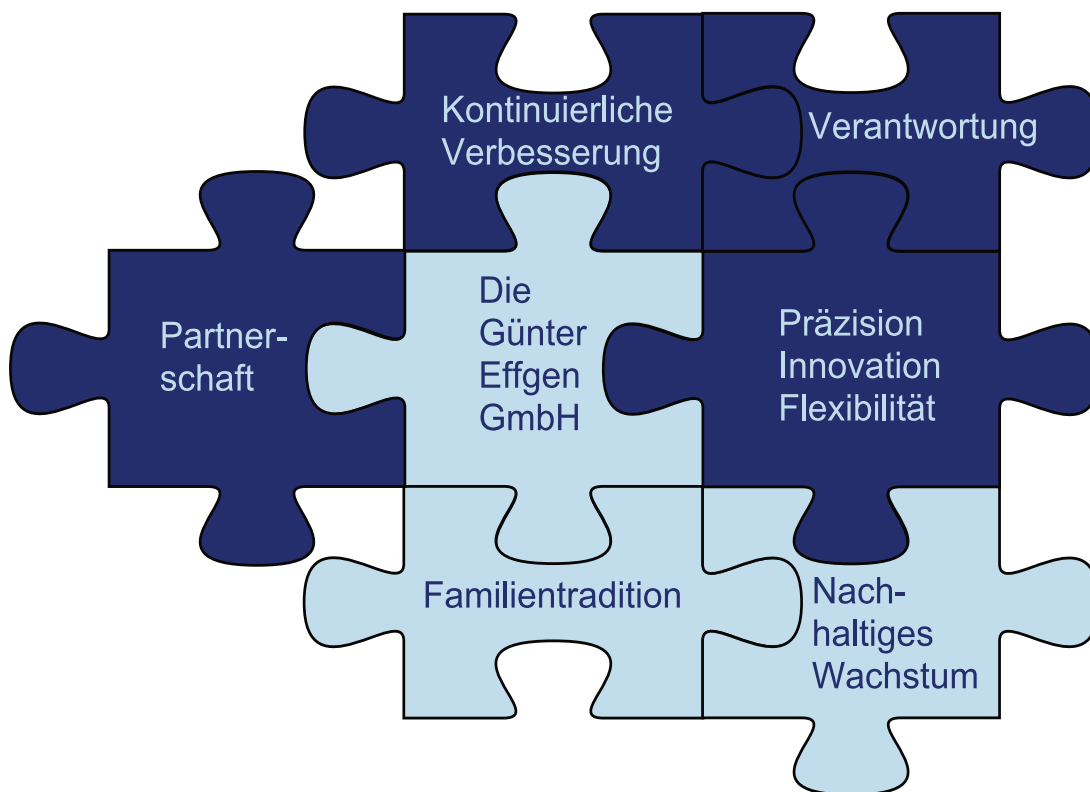 Kontinuierliche
Verbesserung
Verantwortung
Partner-
schaft
Die
Günter
Effgen
GmbH
Präzision
Innovation
Flexibilität
Familientradition
Nach-
haltiges
Wachstum